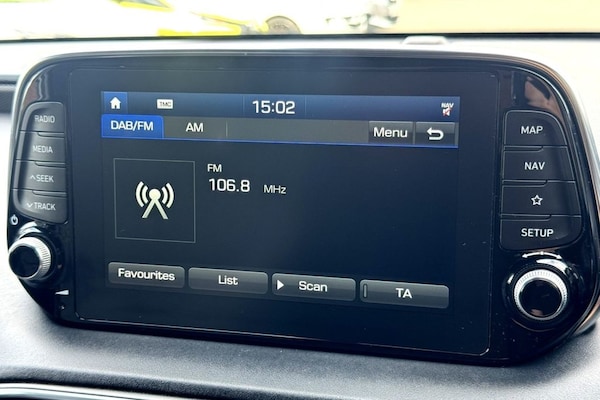 RADIO
MEDIA
SEEK
TRACK
TMC
15:02
NAV
DAB/FM
AM
Menu
FM
106.8 MHz
Favourites
List
Scan
TA
MAP
NAV
SETUP